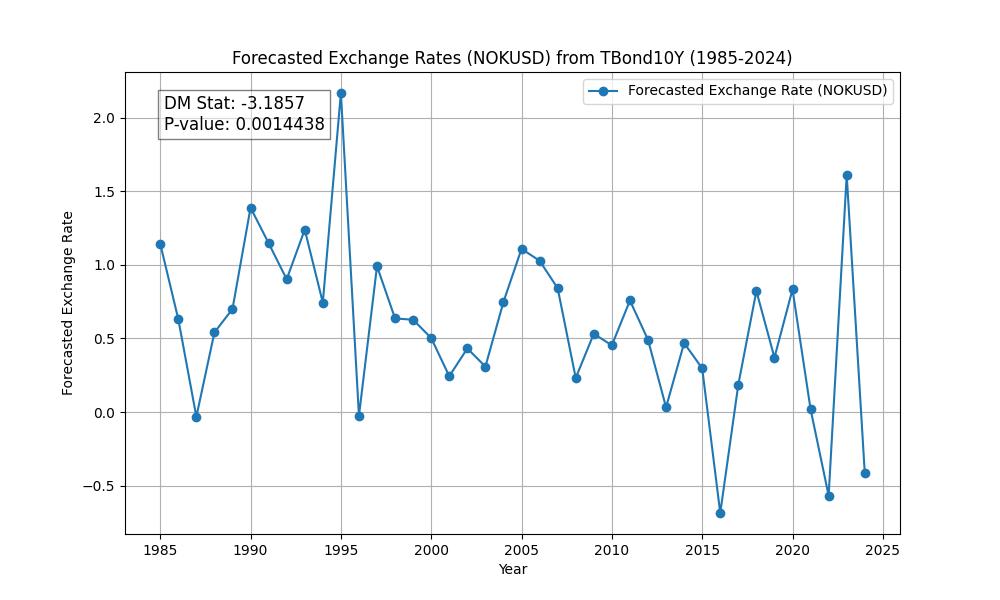 Forecasted Exchange Rates (NOKUSD) from TBond10Y (1985-2024)
DM Stat: -3.1857
P-value: 0.0014438
Forecasted Exchange Rate (NOKUSD)
Forecasted Exchange Rate
2.0
1.5
1.0
0.5
0.0
−0.5
1985 1990 1995 2000 2005 2010 2015 2020 2025
Year